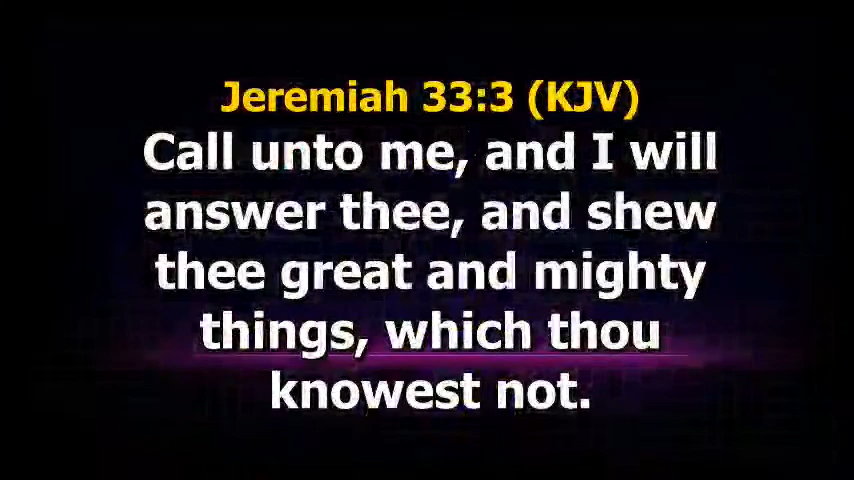 Jeremiah 33:3 (KJV)
Call unto me, and I will
answer thee, and shew
thee great and mighty
things, which thou
knowest not.